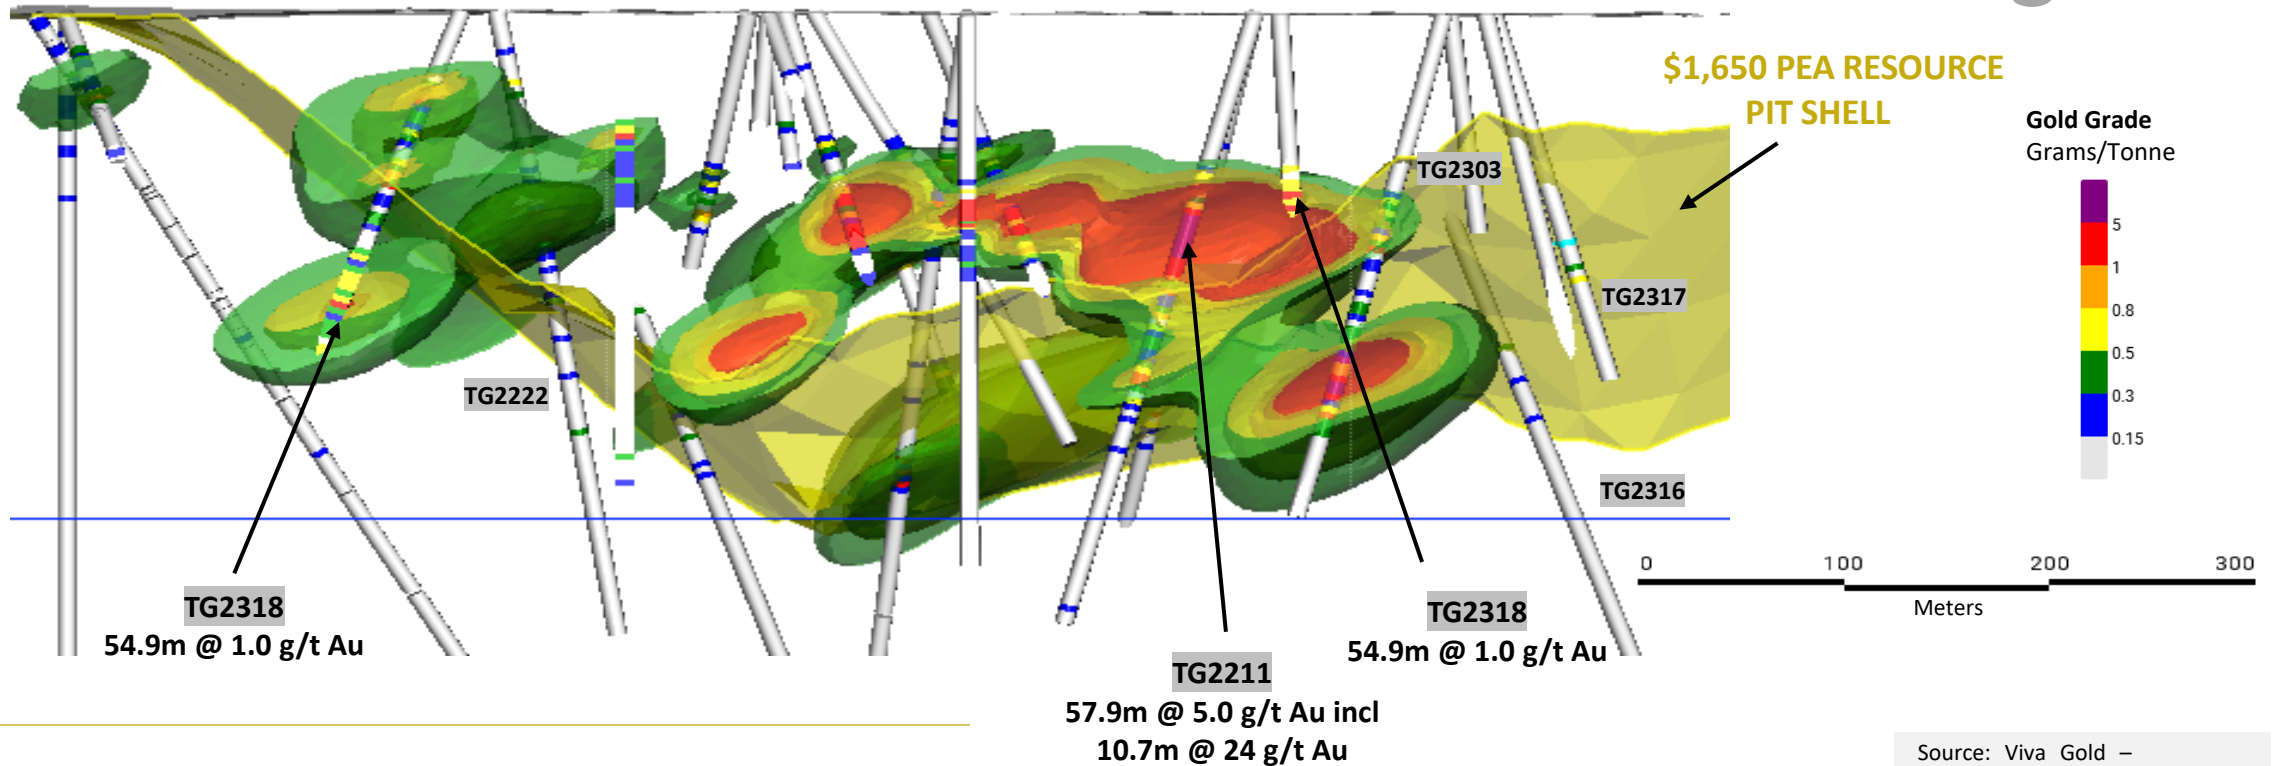 $1,650 PEA RESOURCE
PIT SHELL
Gold Grade
Grams/Tonne
5
1
0.8
0.5
0.3
0.15
TG2303
TG2317
TG2222
TG2316
0 100 200 300
Meters
TG2318
54.9m @ 1.0 g/t Au
TG2318
54.9m @ 1.0 g/t Au
TG2211
57.9m @ 5.0 g/t Au incl
10.7m @ 24 g/t Au
Source: Viva Gold –